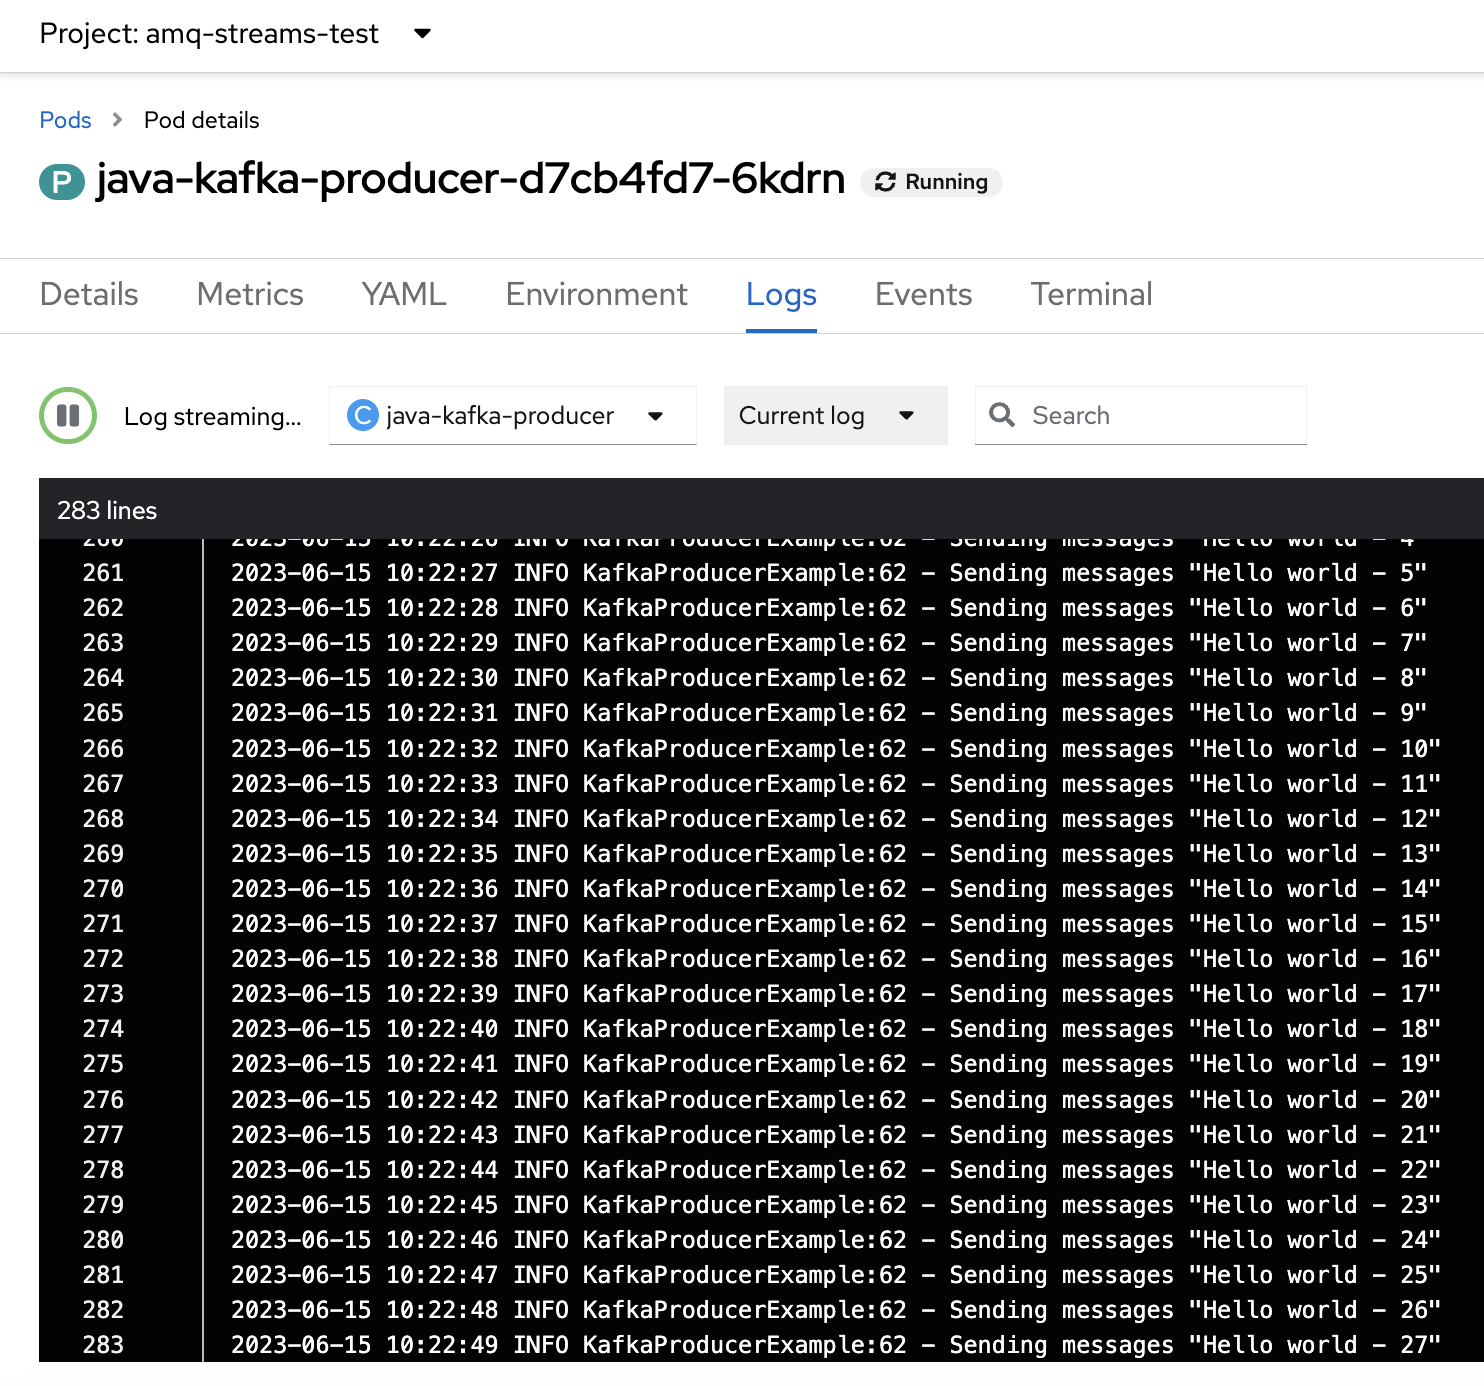 Project: amq-streams-test
Pods > Pod details
P java-kafka-producer-d7cb4fd7-6kdrn Running
Details Metrics YAML Environment Logs Events Terminal
Log streaming... C java-kafka-producer Current log Search
283 lines
260 2023-06-15 10:22:26 INFO KafkaProducerExample:62 – Sending messages "Hello world – 4"
261 2023-06-15 10:22:27 INFO KafkaProducerExample:62 – Sending messages "Hello world – 5"
262 2023-06-15 10:22:28 INFO KafkaProducerExample:62 – Sending messages "Hello world – 6"
263 2023-06-15 10:22:29 INFO KafkaProducerExample:62 – Sending messages "Hello world – 7"
264 2023-06-15 10:22:30 INFO KafkaProducerExample:62 – Sending messages "Hello world – 8"
265 2023-06-15 10:22:31 INFO KafkaProducerExample:62 – Sending messages "Hello world – 9"
266 2023-06-15 10:22:32 INFO KafkaProducerExample:62 – Sending messages "Hello world – 10"
267 2023-06-15 10:22:33 INFO KafkaProducerExample:62 – Sending messages "Hello world – 11"
268 2023-06-15 10:22:34 INFO KafkaProducerExample:62 – Sending messages "Hello world – 12"
269 2023-06-15 10:22:35 INFO KafkaProducerExample:62 – Sending messages "Hello world – 13"
270 2023-06-15 10:22:36 INFO KafkaProducerExample:62 – Sending messages "Hello world – 14"
271 2023-06-15 10:22:37 INFO KafkaProducerExample:62 – Sending messages "Hello world – 15"
272 2023-06-15 10:22:38 INFO KafkaProducerExample:62 – Sending messages "Hello world – 16"
273 2023-06-15 10:22:39 INFO KafkaProducerExample:62 – Sending messages "Hello world – 17"
274 2023-06-15 10:22:40 INFO KafkaProducerExample:62 – Sending messages "Hello world – 18"
275 2023-06-15 10:22:41 INFO KafkaProducerExample:62 – Sending messages "Hello world – 19"
276 2023-06-15 10:22:42 INFO KafkaProducerExample:62 – Sending messages "Hello world – 20"
277 2023-06-15 10:22:43 INFO KafkaProducerExample:62 – Sending messages "Hello world – 21"
278 2023-06-15 10:22:44 INFO KafkaProducerExample:62 – Sending messages "Hello world – 22"
279 2023-06-15 10:22:45 INFO KafkaProducerExample:62 – Sending messages "Hello world – 23"
280 2023-06-15 10:22:46 INFO KafkaProducerExample:62 – Sending messages "Hello world – 24"
281 2023-06-15 10:22:47 INFO KafkaProducerExample:62 – Sending messages "Hello world – 25"
282 2023-06-15 10:22:48 INFO KafkaProducerExample:62 – Sending messages "Hello world – 26"
283 2023-06-15 10:22:49 INFO KafkaProducerExample:62 – Sending messages "Hello world – 27"